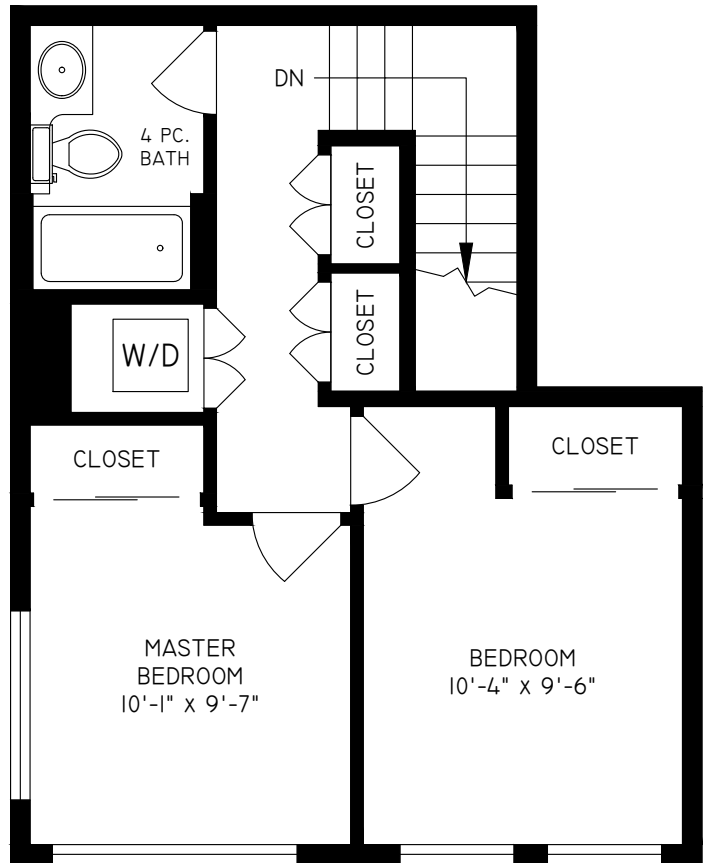 DN
4 PC.
BATH
CLOSET
CLOSET
W/D
CLOSET
CLOSET
MASTER
BEDROOM
10'-1" X 9'-7"
BEDROOM
10'-4" X 9'-6"